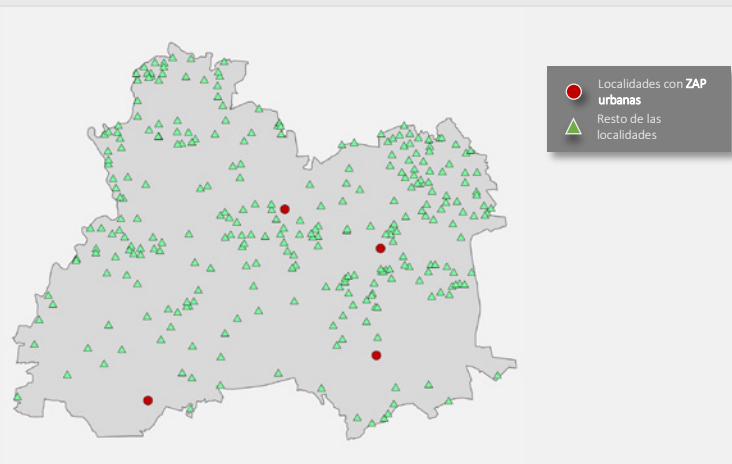 Localidades con ZAP
urbanas
Resto de las
localidades